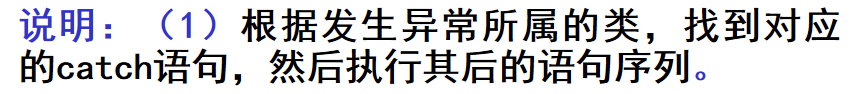 说明：（1）根据发生异常所属的类，找到对应
的catch语句，然后执行其后的语句序列。